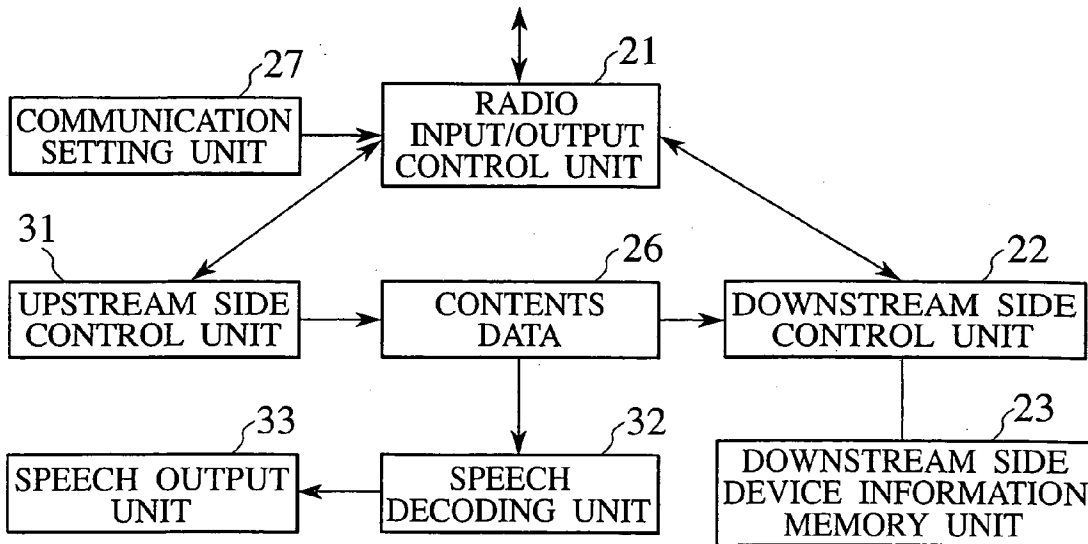 27
COMMUNICATION
SETTING UNIT
21
RADIO
INPUT/OUTPUT
CONTROL UNIT
31
UPSTREAM SIDE
CONTROL UNIT
26
CONTENTS
DATA
22
DOWNSTREAM SIDE
CONTROL UNIT
33
SPEECH OUTPUT
UNIT
32
SPEECH
DECODING UNIT
23
DOWNSTREAM SIDE
DEVICE INFORMATION
MEMORY UNIT